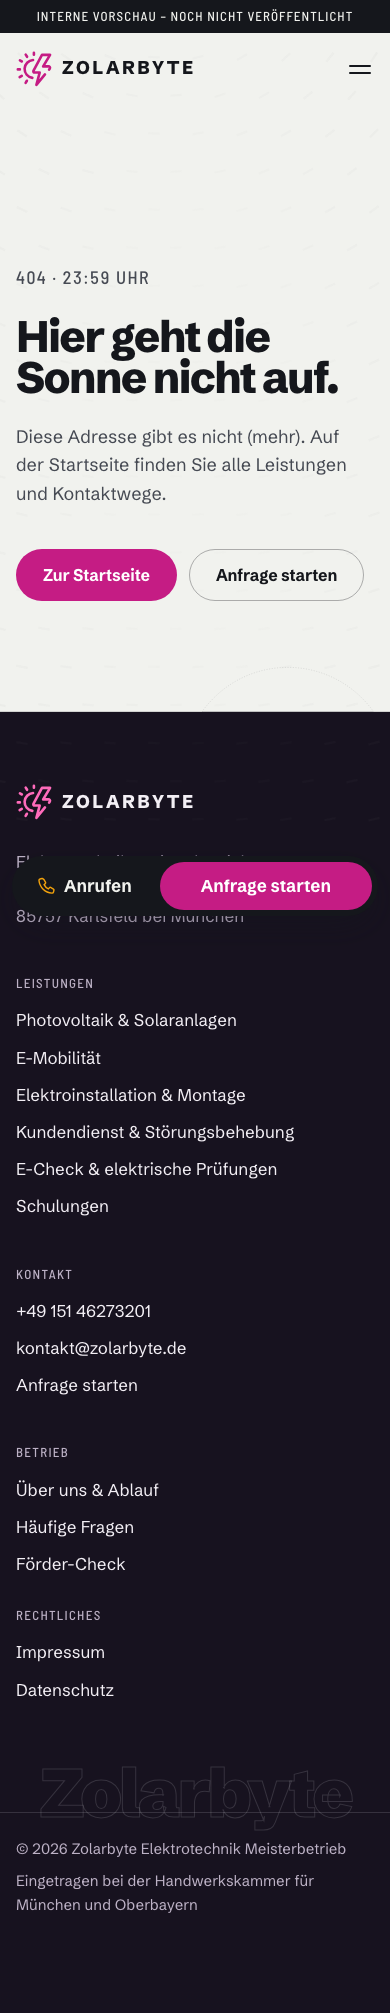 INTERNE VORSCHAU – NOCH NICHT VERÖFFENTLICHT
ZOLARBYTE
404 · 23:59 UHR
Hier geht die
Sonne nicht auf.
Diese Adresse gibt es nicht (mehr). Auf
der Startseite finden Sie alle Leistungen
und Kontaktwege.
Zur Startseite
Anfrage starten
ZOLARBYTE
Anrufen
Anfrage starten
85757 Karlsfeld bei München
LEISTUNGEN
Photovoltaik & Solaranlagen
E-Mobilität
Elektroinstallation & Montage
Kundendienst & Störungsbehebung
E-Check & elektrische Prüfungen
Schulungen
KONTAKT
+49 151 46273201
kontakt@zolarbyte.de
Anfrage starten
BETRIEB
Über uns & Ablauf
Häufige Fragen
Förder-Check
RECHTLICHES
Impressum
Datenschutz
Zolarbyte
© 2026 Zolarbyte Elektrotechnik Meisterbetrieb
Eingetragen bei der Handwerkskammer für
München und Oberbayern